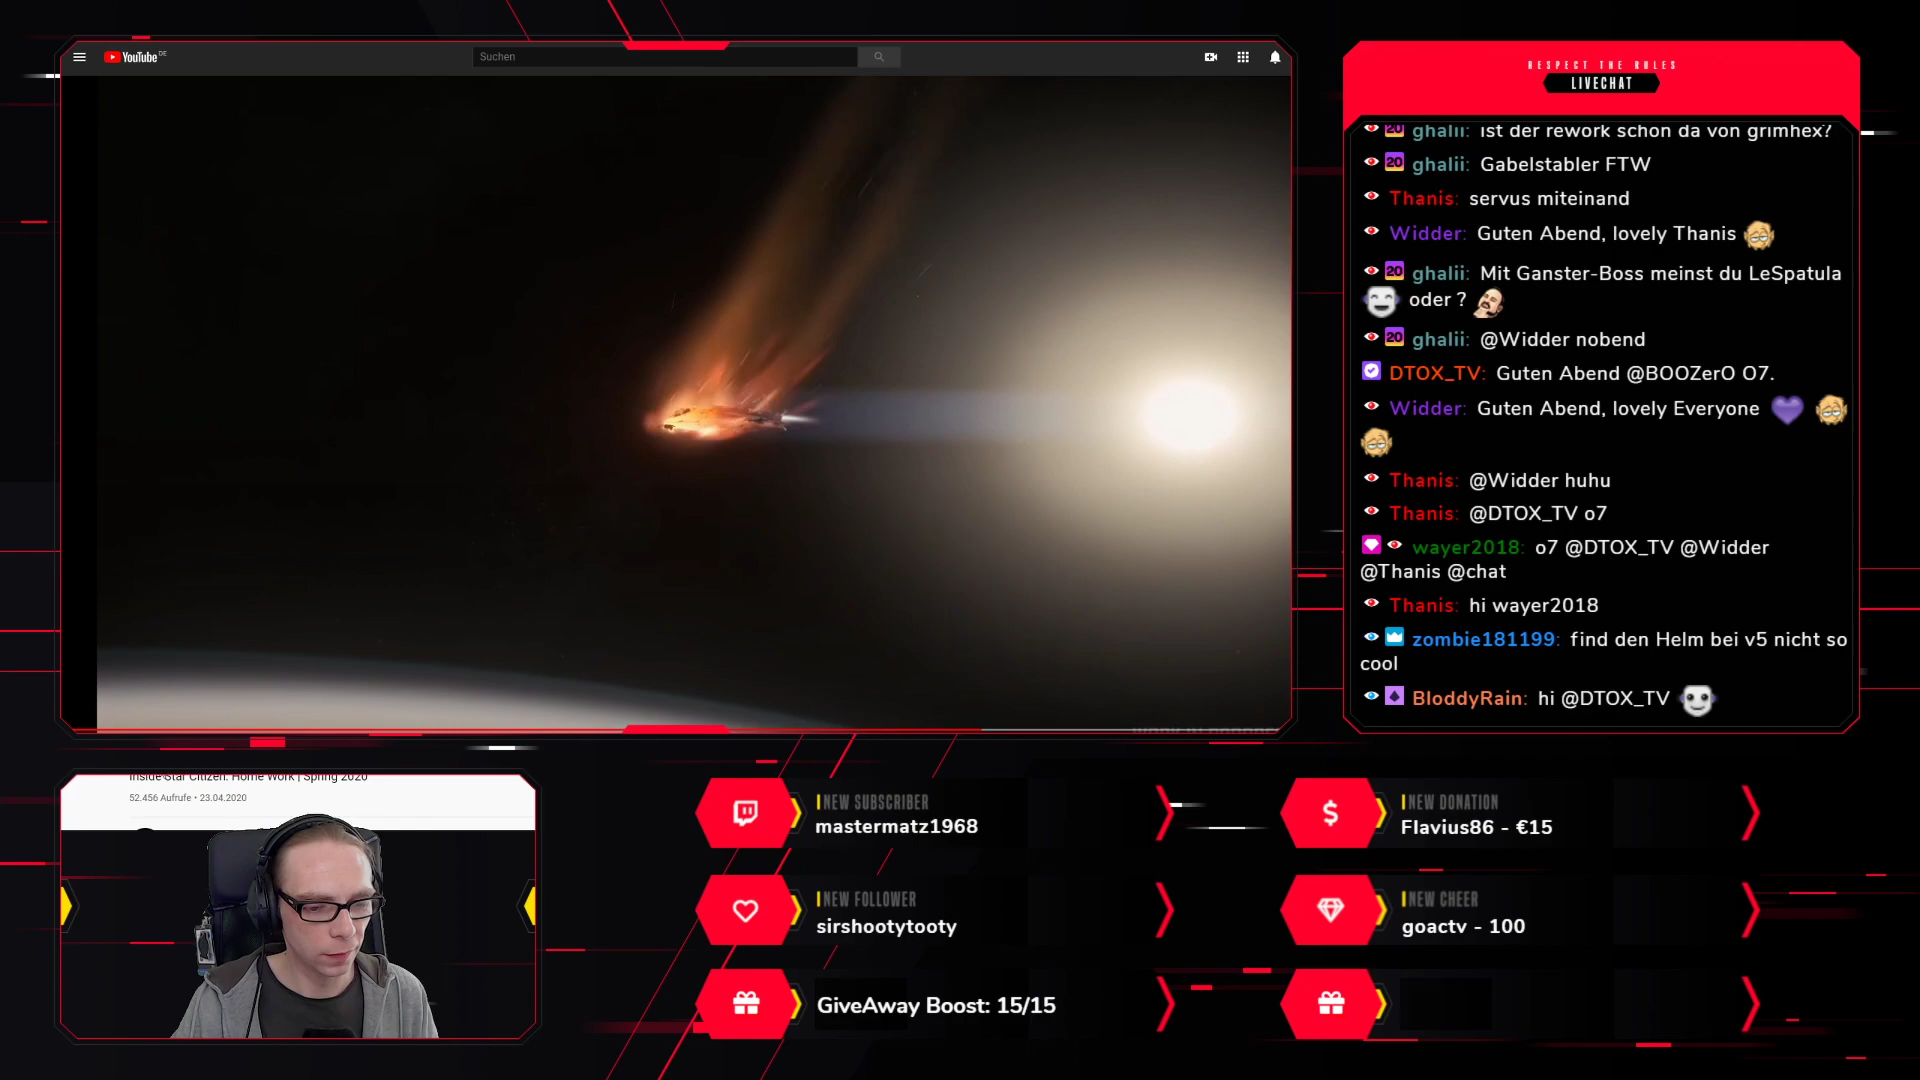 YouTube DE
Suchen
RESPECT THE RULES
LIVECHAT
20 ghalii: ist der rework schon da von grimhex?
20 ghalii: Gabelstabler FTW
Thanis: servus miteinand
Widder: Guten Abend, lovely Thanis
20 ghalii: Mit Ganster-Boss meinst du LeSpatula
oder ?
20 ghalii: @Widder nobend
DTOX_TV: Guten Abend @BOOZerO O7.
Widder: Guten Abend, lovely Everyone
Thanis: @Widder huhu
Thanis: @DTOX_TV o7
wayer2018: o7 @DTOX_TV @Widder
@Thanis @chat
Thanis: hi wayer2018
zombie181199: find den Helm bei v5 nicht so
cool
BloddyRain: hi @DTOX_TV
Inside Star Citizen: Home Work | Spring 2020
52.456 Aufrufe • 23.04.2020
NEW SUBSCRIBER
mastermatz1968
NEW DONATION
Flavius86 - €15
NEW FOLLOWER
sirshootytooty
NEW CHEER
goactv - 100
GiveAway Boost: 15/15